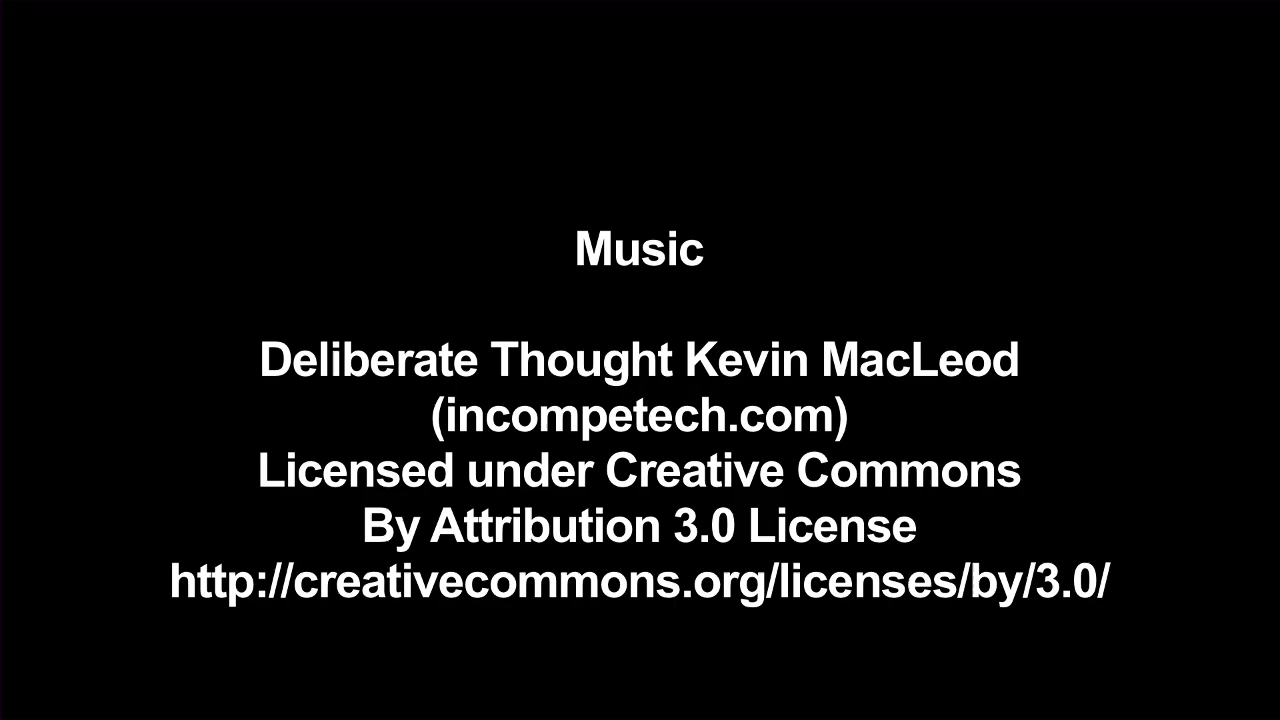 Music
Deliberate Thought Kevin MacLeod
(incompetech.com)
Licensed under Creative Commons
By Attribution 3.0 License
http://creativecommons.org/licenses/by/3.0/